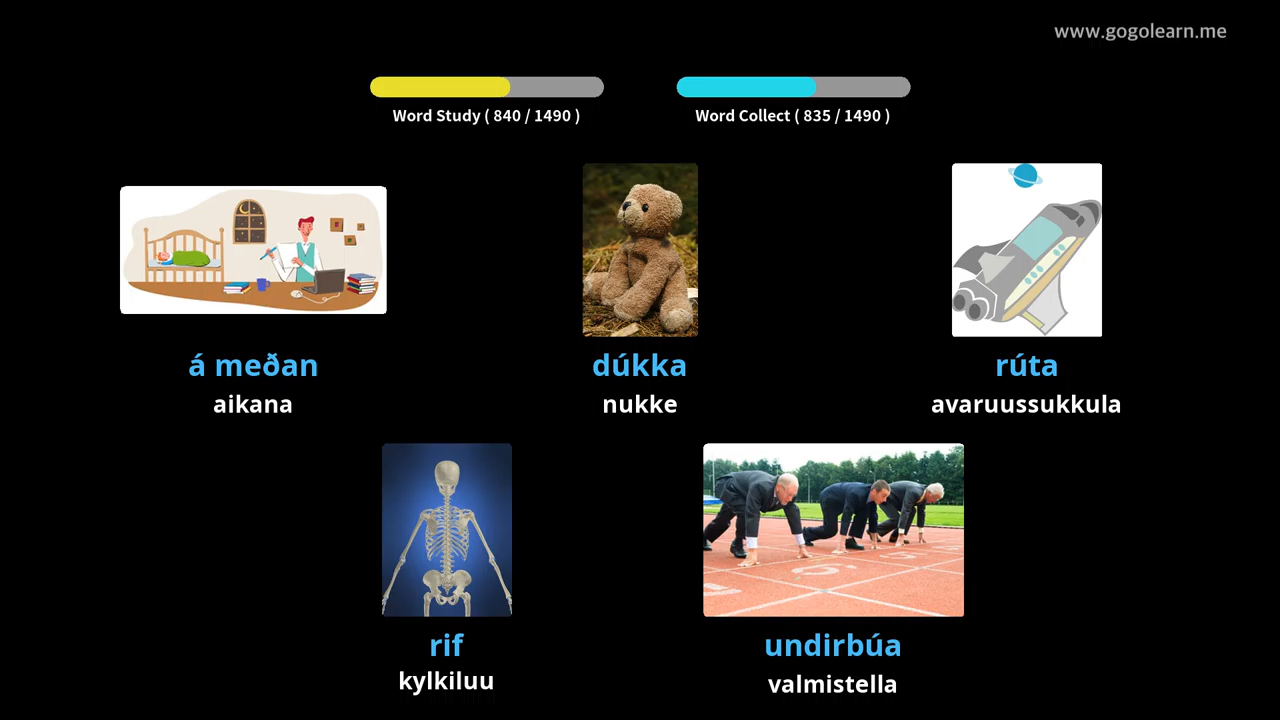 www.gogolearn.me
Word Study ( 840 / 1490 )
Word Collect ( 835 / 1490 )
á meðan
aikana
dúkka
nukke
rúta
avaruussukkula
rif
kylkiluu
undirbúa
valmistella